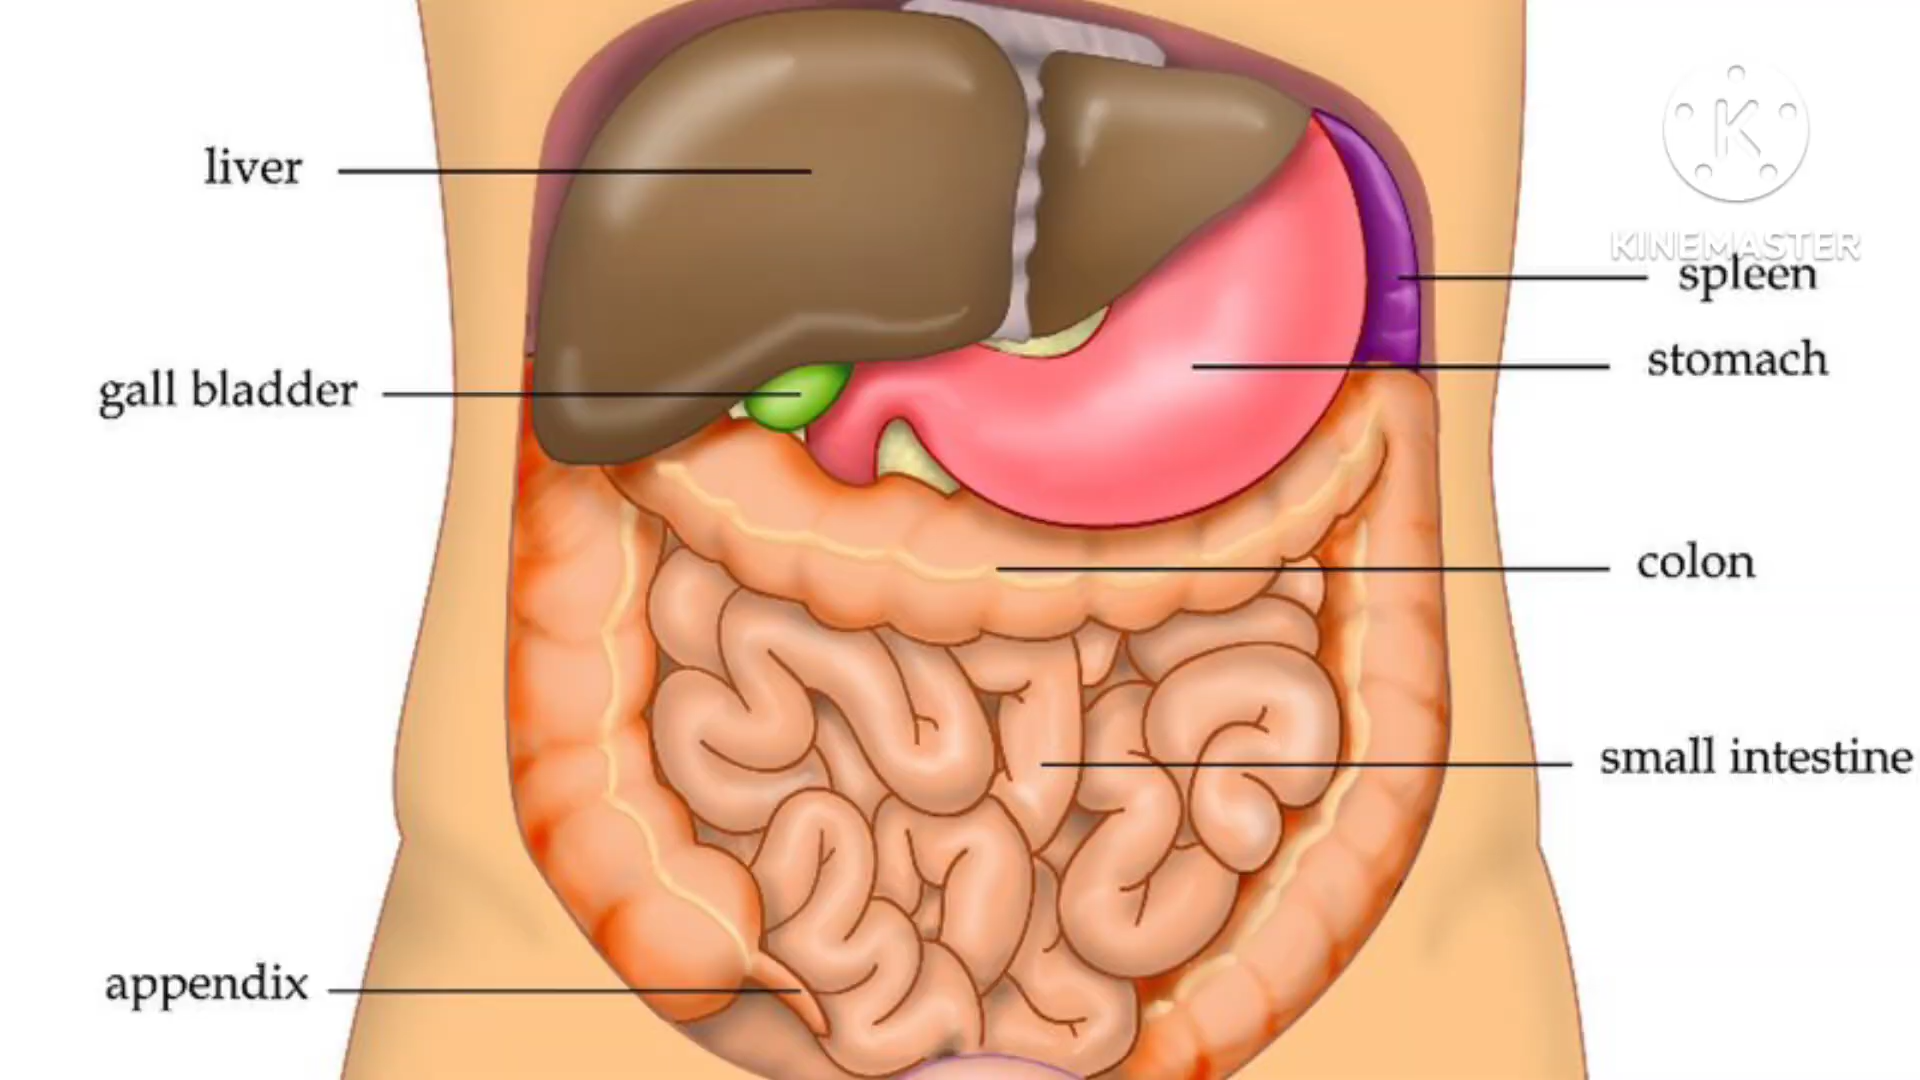 liver
K
KINEMASTER
spleen
stomach
gall bladder
colon
small intestine
appendix